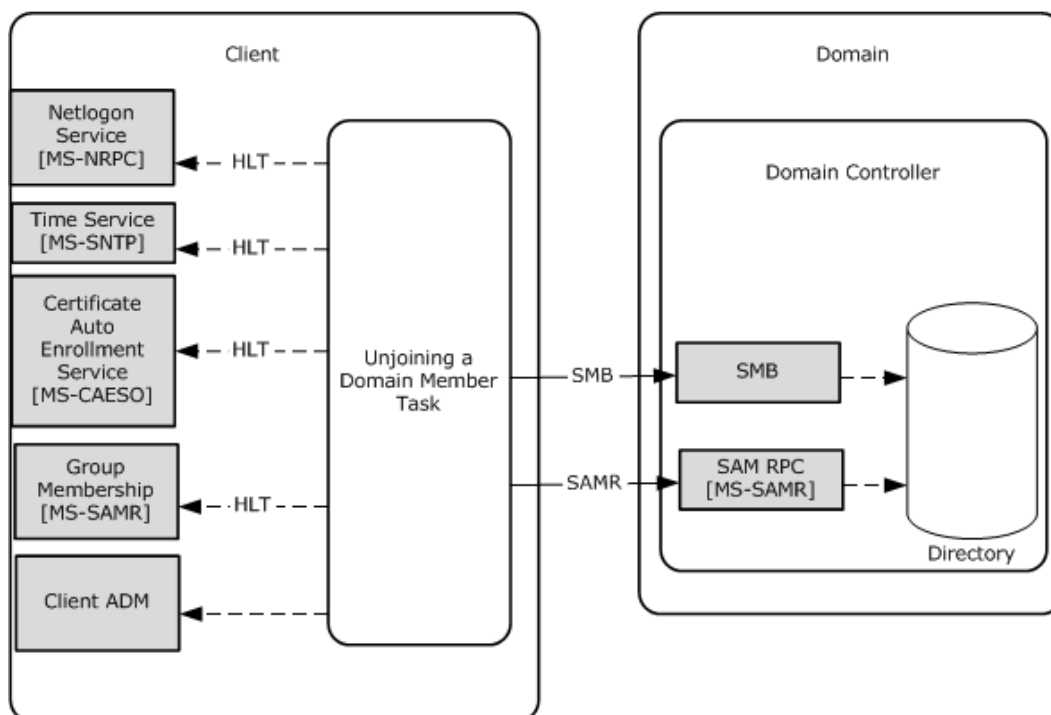 Client
Netlogon
Service
[MS-NRPC]
HLT
Time Service
[MS-SNTP]
HLT
Certificate
Auto
Enrollment
Service
[MS-CAESO]
HLT
Group
Membership
[MS-SAMR]
HLT
Client ADM
Unjoining a
Domain Member
Task
SMB
SAMR
Domain
Domain Controller
SMB
SAM RPC
[MS-SAMR]
Directory